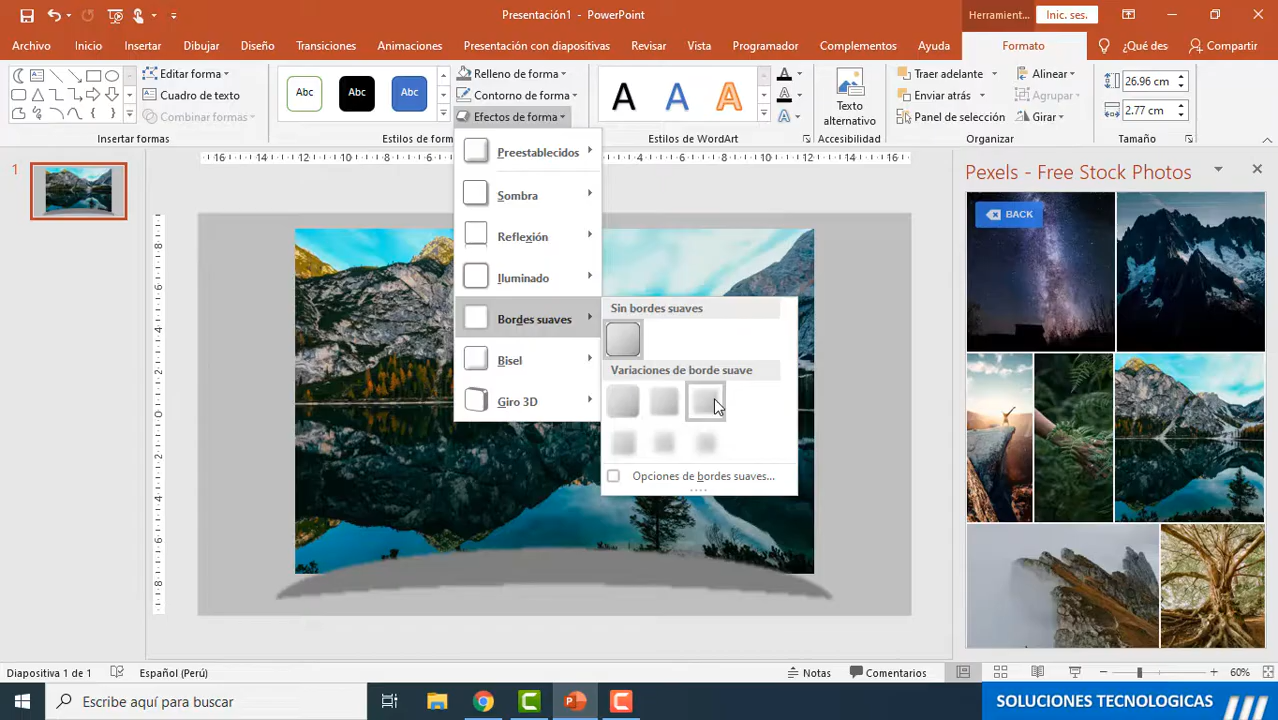 Presentación1 - PowerPoint
Herramient...
Inic. ses.
Archivo
Inicio
Insertar
Dibujar
Diseño
Transiciones
Animaciones
Presentación con diapositivas
Revisar
Vista
Programador
Complementos
Ayuda
Formato
¿Qué des
Compartir
Editar forma
Cuadro de texto
Combinar formas
Insertar formas
Abc
Abc
Abc
Estilos de form
Relleno de forma
Contorno de forma
Efectos de forma
A A A
Estilos de WordArt
Texto
alternativo
Accesibilidad
Traer adelante
Enviar atrás
Panel de selección
Alinear
Agrupar
Girar
Organizar
26.96 cm
2.77 cm
Tamaño
Preestablecidos
Sombra
Reflexión
Iluminado
Bordes suaves
Bisel
Giro 3D
Sin bordes suaves
Variaciones de borde suave
Opciones de bordes suaves...
1
Pexels - Free Stock Photos
BACK
Diapositiva 1 de 1
Español (Perú)
Notas
Comentarios
60%
Escribe aquí para buscar
SOLUCIONES TECNOLOGICAS